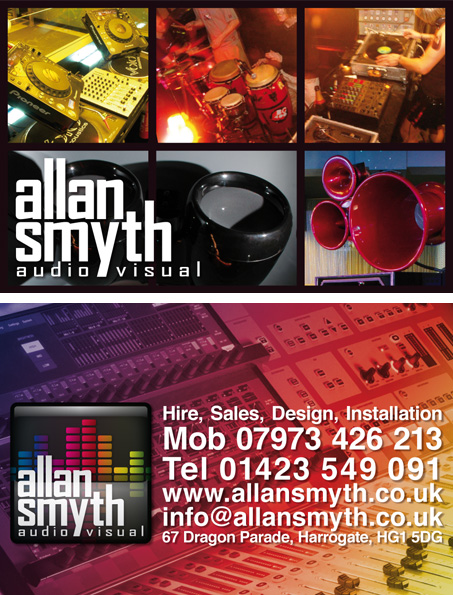 Pioneer
allan
smyth
audio visual
allan
smyth
audio visual
Hire, Sales, Design, Installation
Mob 07973 426 213
Tel 01423 549 091
www.allansmyth.co.uk
info@allansmyth.co.uk
67 Dragon Parade, Harrogate, HG1 5DG